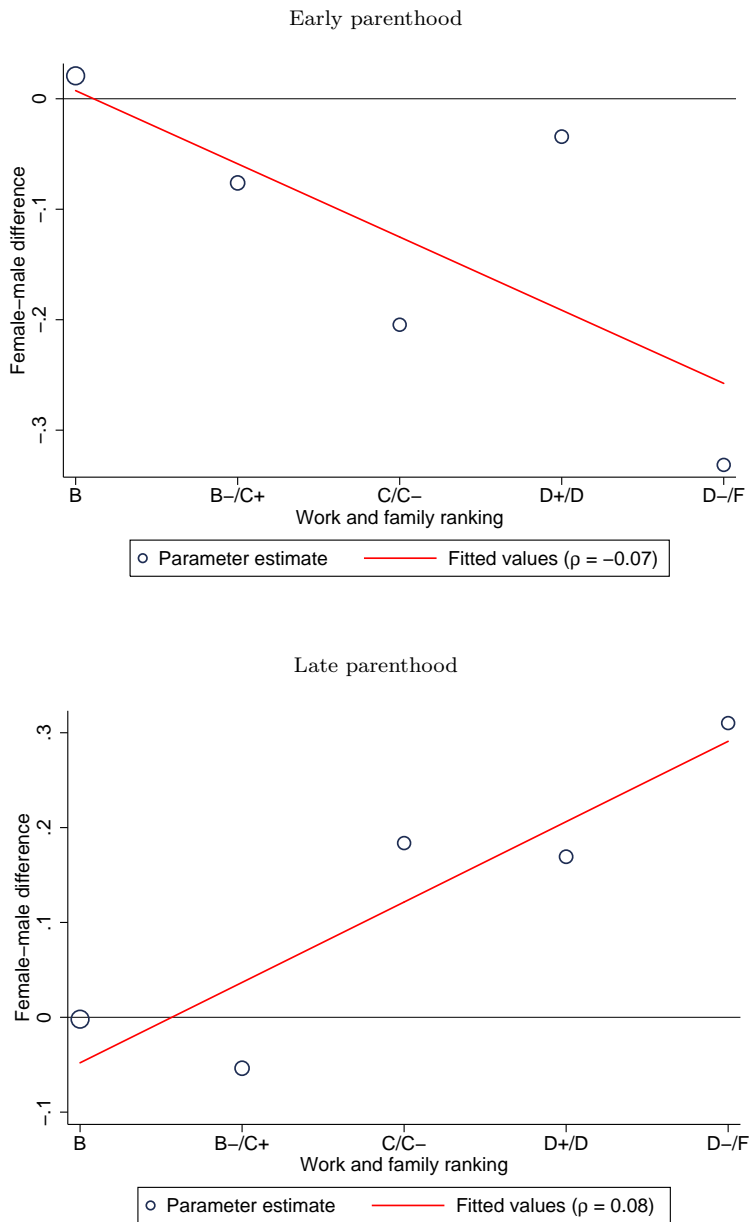 Early parenthood
Female−male difference
0
−.1
−.2
−.3
B
B−/C+
C/C−
D+/D
D−/F
Work and family ranking
Parameter estimate
Fitted values (ρ = −0.07)
Late parenthood
Female−male difference
.3
.2
.1
0
−.1
B
B−/C+
C/C−
D+/D
D−/F
Work and family ranking
Parameter estimate
Fitted values (ρ = 0.08)